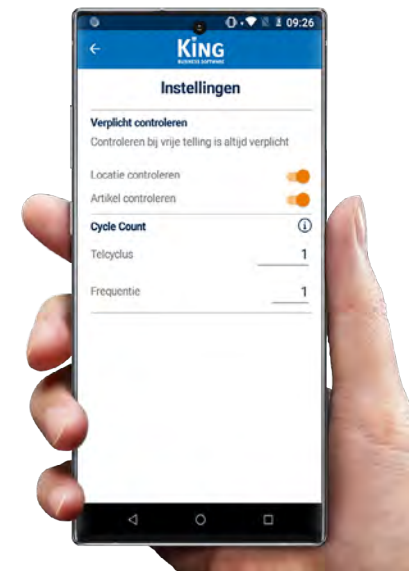 09:26
KING
BUSINESS SOFTWARE
Instellingen
Verplicht controleren
Controleren bij vrije telling is altijd verplicht
Locatie controleren
Artikel controleren
Cycle Count
Telcyclus 1
Frequentie 1